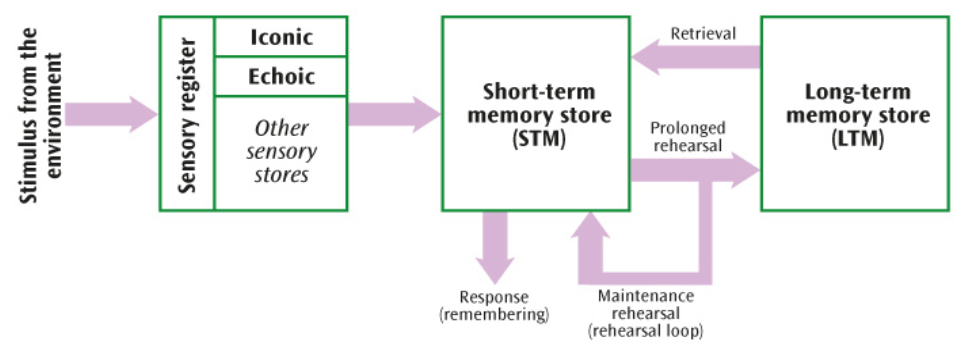 Stimulus from the
environment
Sensory register
Iconic
Echoic
Other
sensory
stores
Short-term
memory store
(STM)
Retrieval
Prolonged
rehearsal
Long-term
memory store
(LTM)
Response
(remembering)
Maintenance
rehearsal
(rehearsal loop)